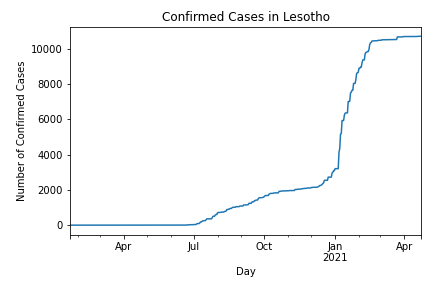 Confirmed Cases in Lesotho
Number of Confirmed Cases
10000
8000
6000
4000
2000
0
Apr Jul Oct Jan Apr
2021
Day